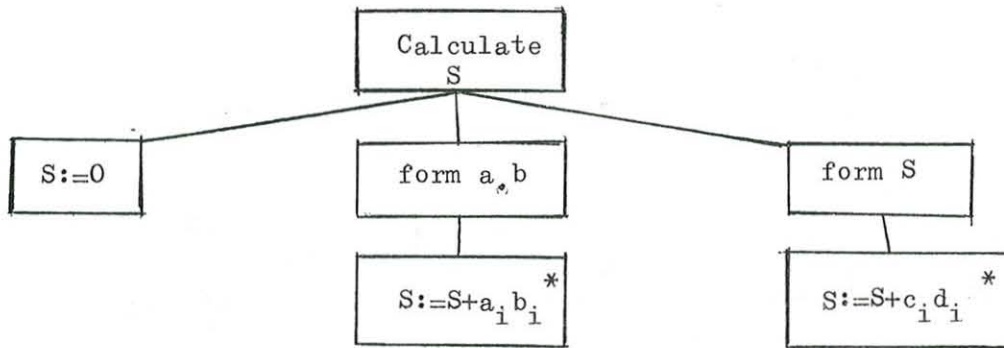 Calculate
S
S:=0
form a.b
form S
S:=S+a_i b_i *
S:=S+c_i d_i *